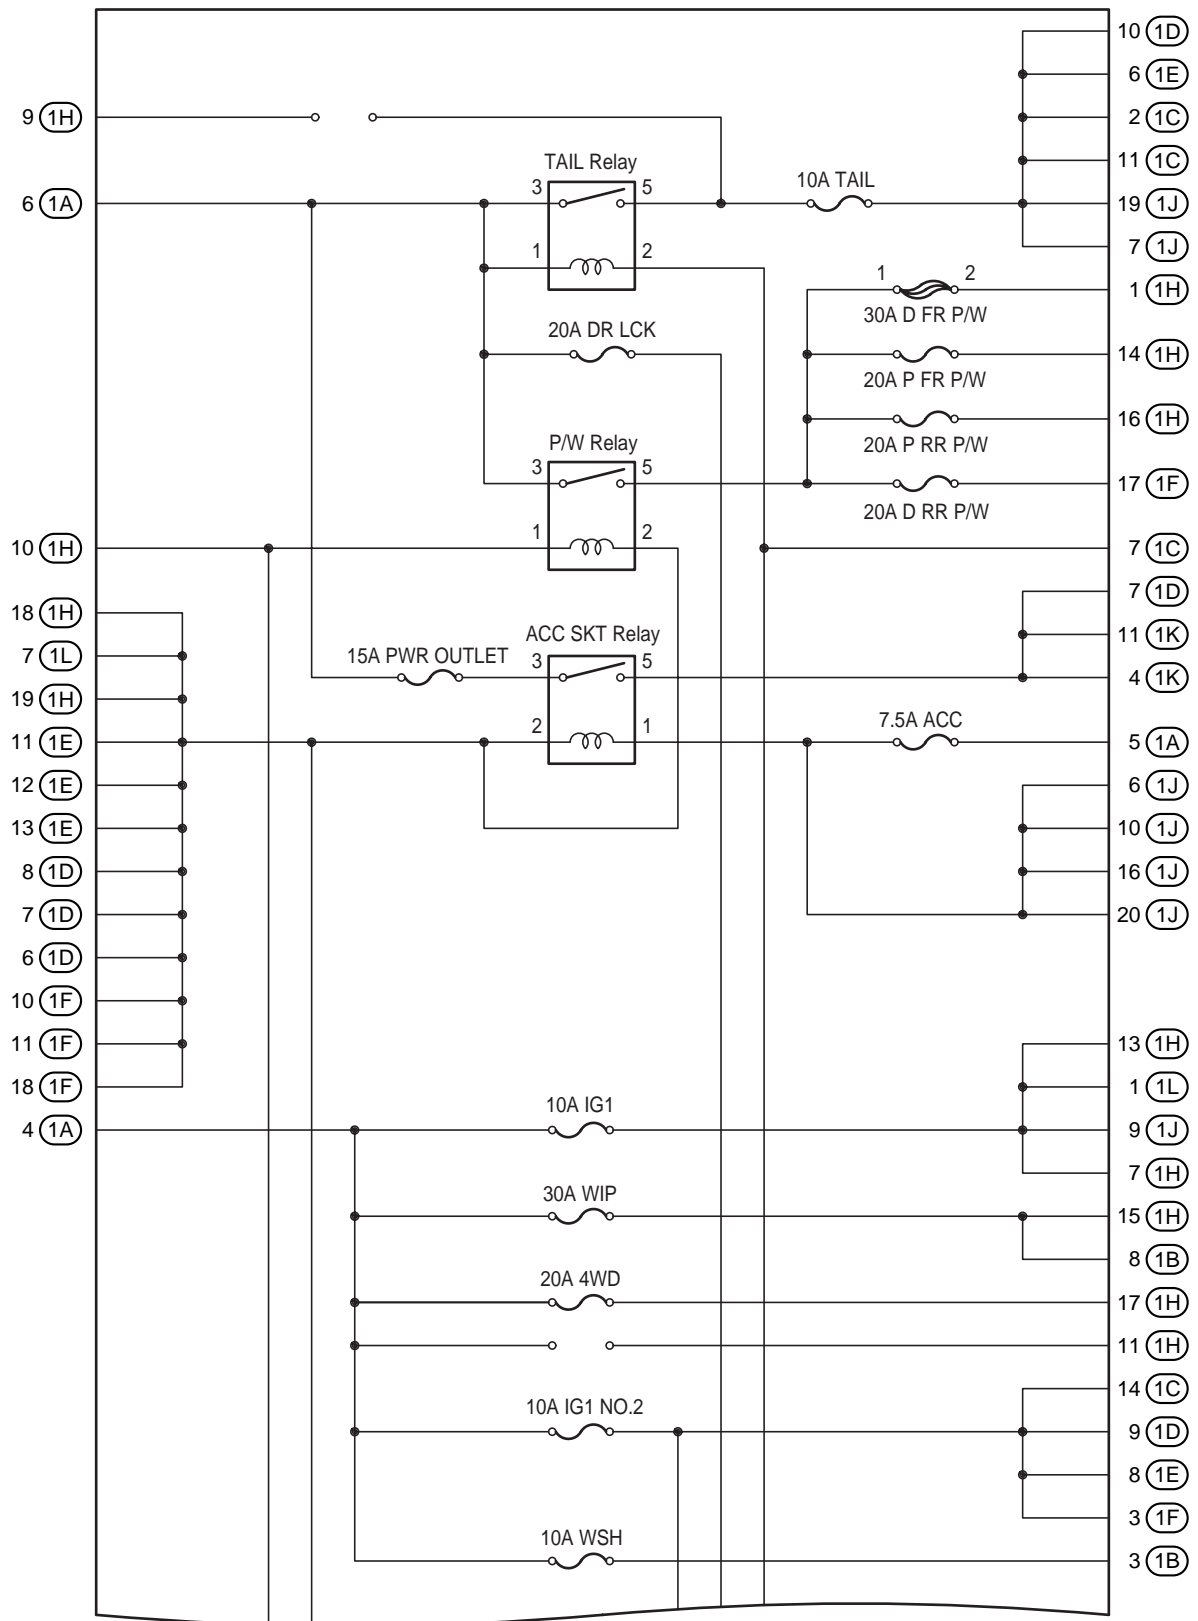 10 1D
6 1E
9 1H
2 1C
TAIL Relay
11 1C
10A TAIL
6 1A
3 5
19 1J
1 2
7 1J
1 2
1 1H
30A D FR P/W
20A DR LCK
14 1H
20A P FR P/W
16 1H
P/W Relay
20A P RR P/W
3 5
17 1F
20A D RR P/W
10 1H
1 2
7 1C
7 1D
18 1H
ACC SKT Relay
11 1K
7 1L
15A PWR OUTLET
3 5
4 1K
19 1H
7.5A ACC
11 1E
2 1
5 1A
12 1E
6 1J
13 1E
10 1J
8 1D
16 1J
7 1D
20 1J
6 1D
10 1F
11 1F
13 1H
18 1F
1 1L
10A IG1
4 1A
9 1J
7 1H
30A WIP
15 1H
8 1B
20A 4WD
17 1H
11 1H
14 1C
10A IG1 NO.2
9 1D
8 1E
3 1F
10A WSH
3 1B